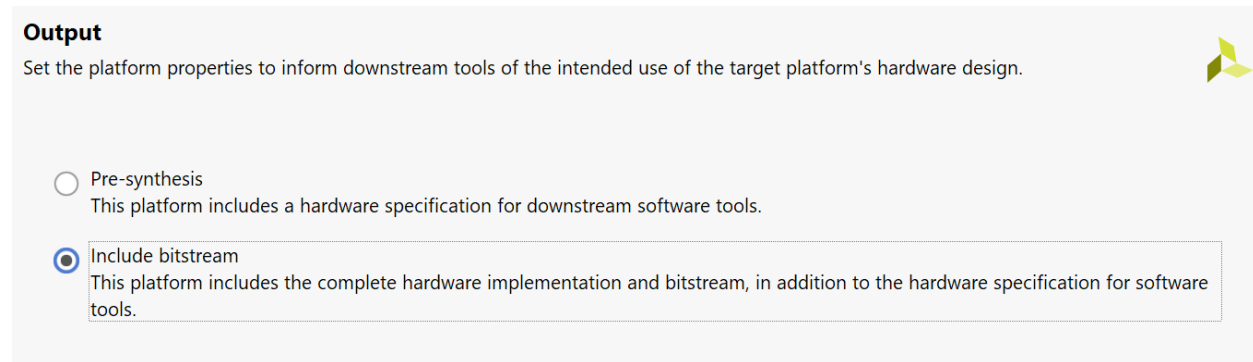 Output
Set the platform properties to inform downstream tools of the intended use of the target platform's hardware design.
Pre-synthesis
This platform includes a hardware specification for downstream software tools.
Include bitstream
This platform includes the complete hardware implementation and bitstream, in addition to the hardware specification for software
tools.